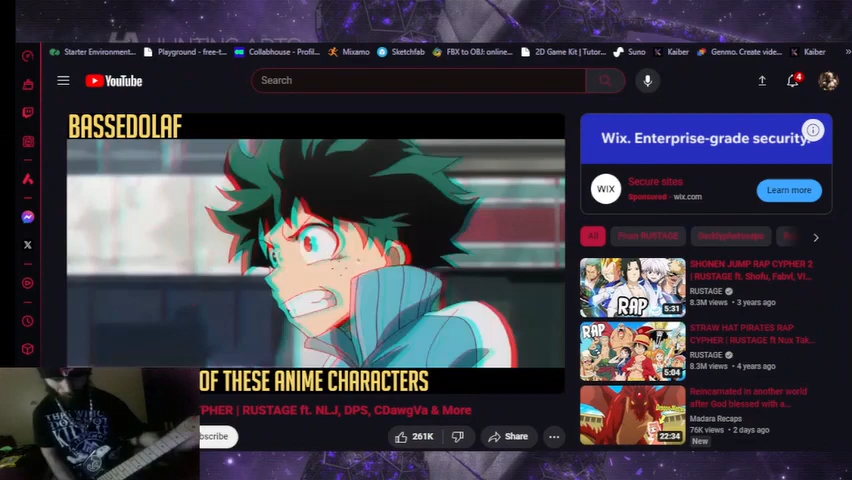 Starter Environment...
Playground - free-t...
Collabhouse - Profil...
Mixamo
Sketchfab
FBX to OBJ: online...
2D Game Kit | Tutor...
Suno
Kaiber
Genmo. Create vide...
Kaiber
YouTube
Search
4
BASSEDOLAF
OF THESE ANIME CHARACTERS
PHER | RUSTAGE ft. NLJ, DPS, CDawgVa & More
261K
Share
Wix. Enterprise-grade security.
WIX
Secure sites
Sponsored · wix.com
Learn more
All
From RUSTAGE
SHONEN JUMP RAP CYPHER 2
| RUSTAGE ft. Shofu, Fabvl, VI...
RUSTAGE
8.3M views • 3 years ago
RAP
5:31
STRAW HAT PIRATES RAP
CYPHER | RUSTAGE ft Nux Tak...
RUSTAGE
8.3M views • 4 years ago
RAP
5:04
Reincarnated in another world
after God blessed with a...
Madara Recaps
76K views • 2 days ago
New
22:34